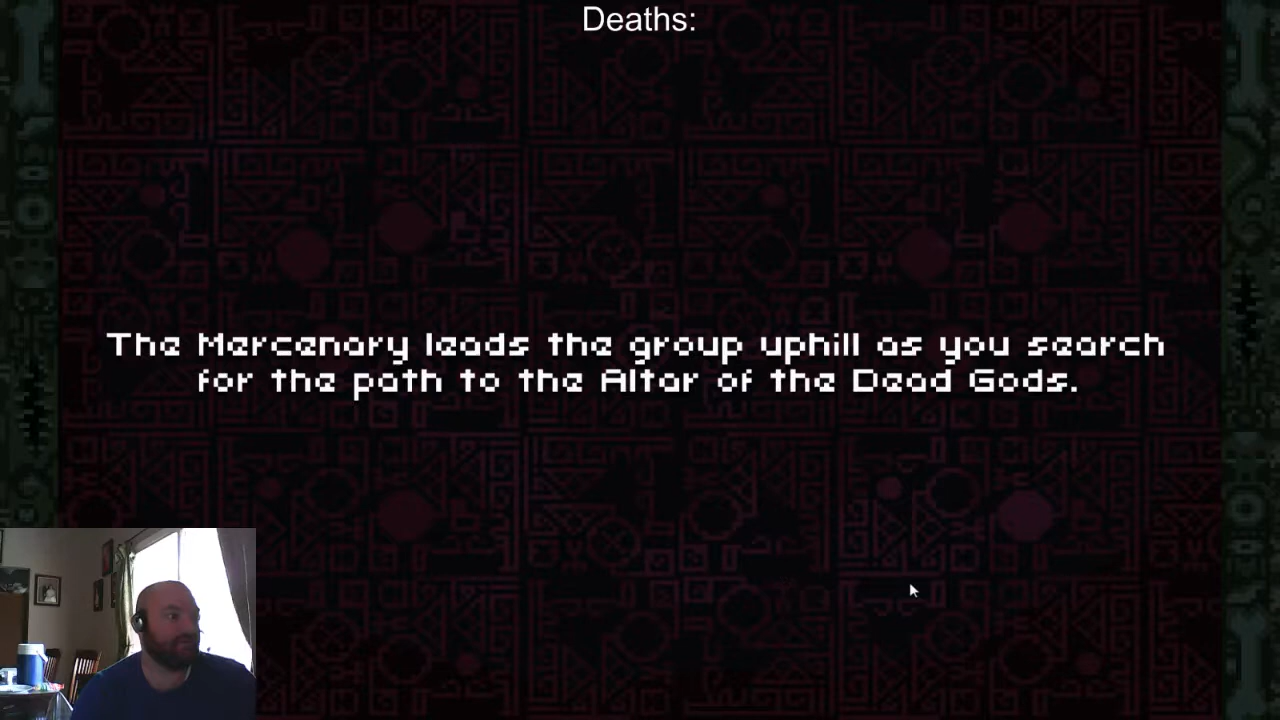 Deaths:
The Mercenary leads the group uphill as you search
for the path to the Altar of the Dead Gods.